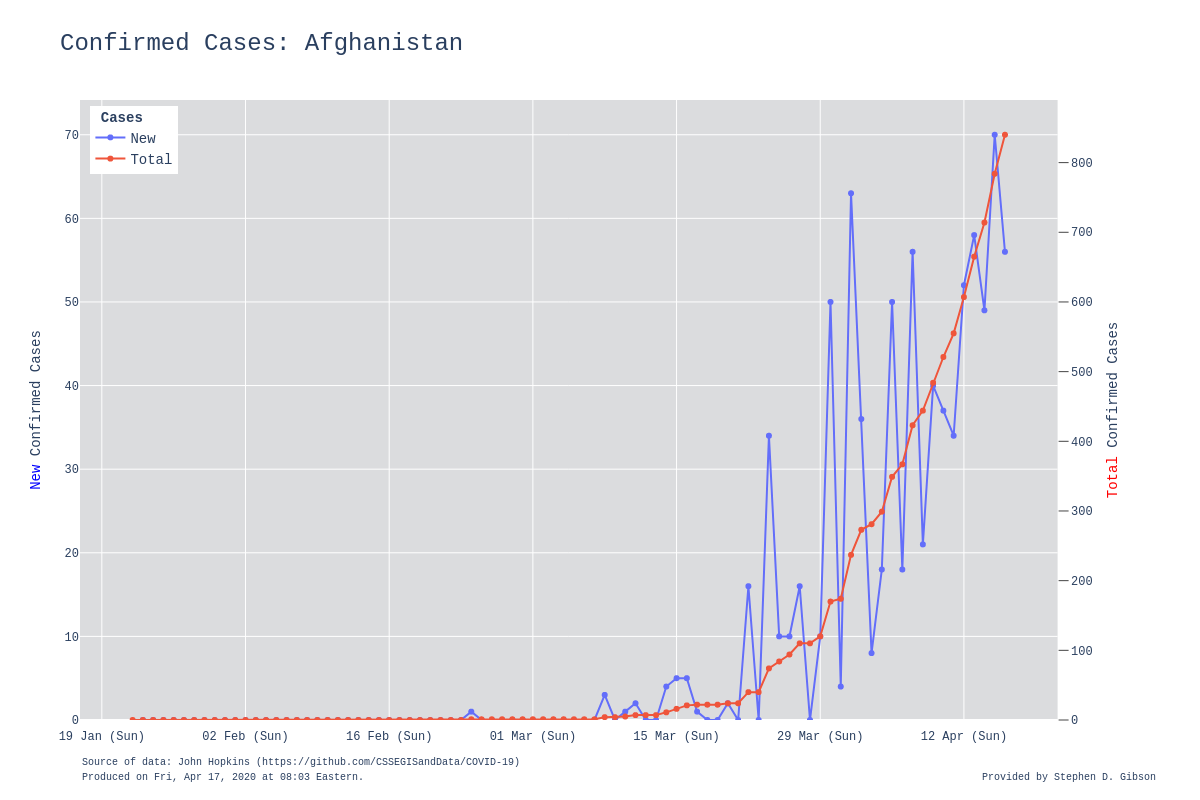 Confirmed Cases: Afghanistan
Cases
New
Total
70
60
50
40
30
20
10
0
New Confirmed Cases
800
700
600
500
400
300
200
100
0
Total Confirmed Cases
19 Jan (Sun) 02 Feb (Sun) 16 Feb (Sun) 01 Mar (Sun) 15 Mar (Sun) 29 Mar (Sun) 12 Apr (Sun)
Source of data: John Hopkins (https://github.com/CSSEGISandData/COVID-19)
Produced on Fri, Apr 17, 2020 at 08:03 Eastern.
Provided by Stephen D. Gibson